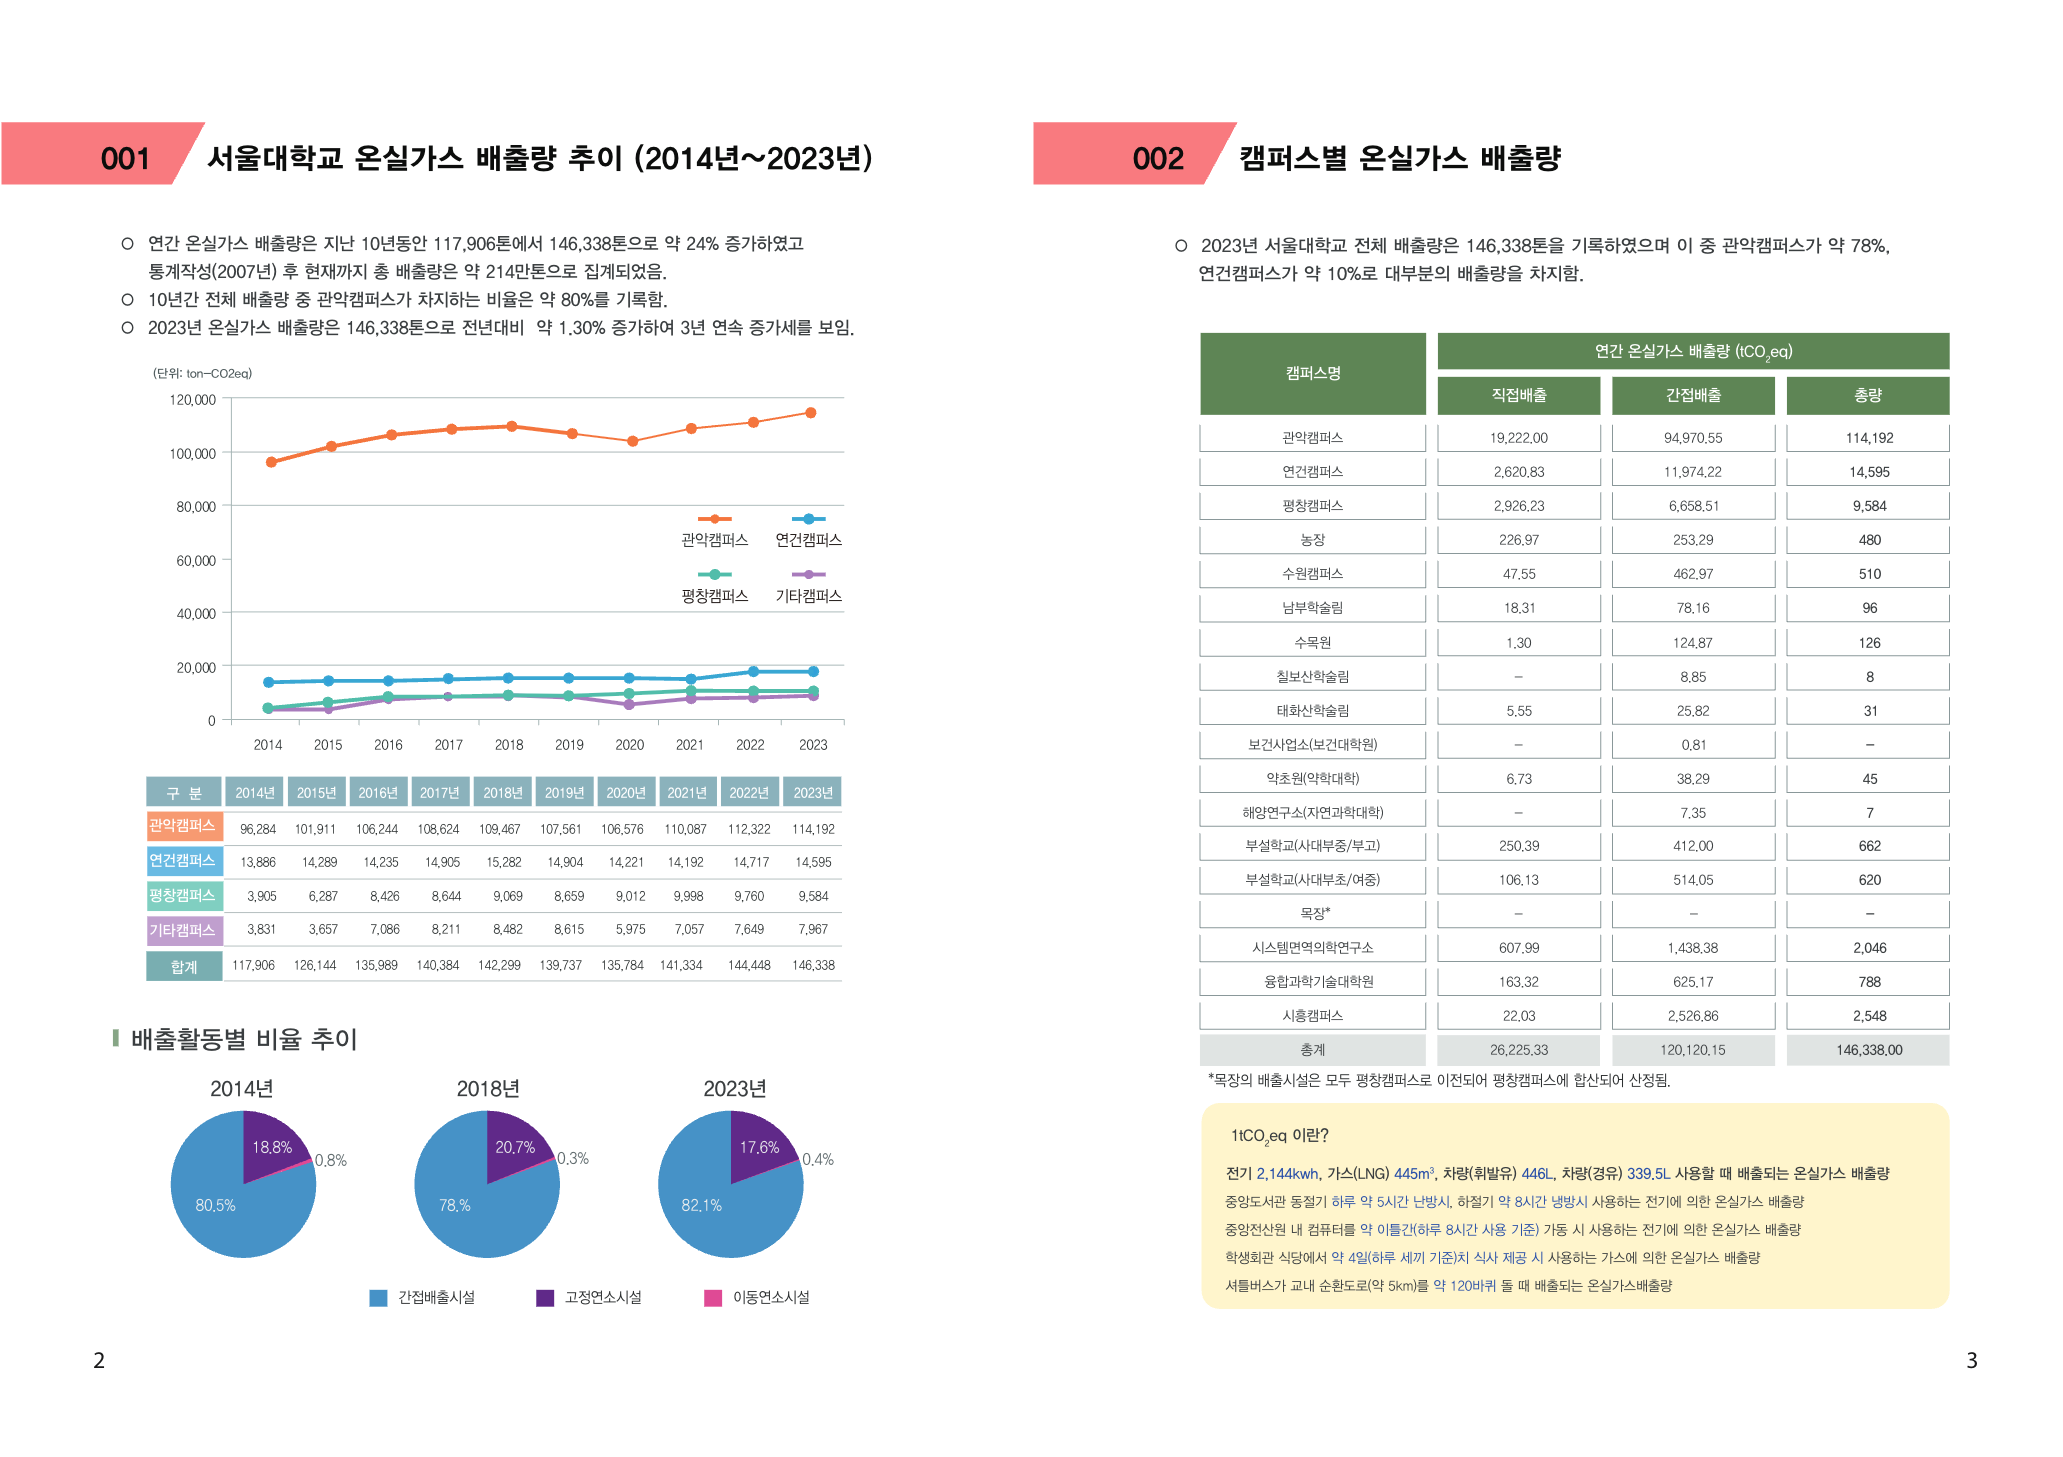 001 서울대학교 온실가스 배출량 추이 (2014년~2023년)
○ 연간 온실가스 배출량은 지난 10년동안 117,906톤에서 146,338톤으로 약 24% 증가하였고
통계작성(2007년) 후 현재까지 총 배출량은 약 214만톤으로 집계되었음.
○ 10년간 전체 배출량 중 관악캠퍼스가 차지하는 비율은 약 80%를 기록함.
○ 2023년 온실가스 배출량은 146,338톤으로 전년대비 약 1.30% 증가하여 3년 연속 증가세를 보임.
(단위: ton-CO2eq)
120,000
100,000
80,000
60,000
40,000
20,000
0
관악캠퍼스 연건캠퍼스
평창캠퍼스 기타캠퍼스
2014 2015 2016 2017 2018 2019 2020 2021 2022 2023
구 분 2014년 2015년 2016년 2017년 2018년 2019년 2020년 2021년 2022년 2023년
관악캠퍼스 96,284 101,911 106,244 108,624 109,467 107,561 106,576 110,087 112,322 114,192
연건캠퍼스 13,886 14,289 14,235 14,905 15,282 14,904 14,221 14,192 14,717 14,595
평창캠퍼스 3,905 6,287 8,426 8,644 9,069 8,659 9,012 9,998 9,760 9,584
기타캠퍼스 3,831 3,657 7,086 8,211 8,482 8,615 5,975 7,057 7,649 7,967
합계 117,906 126,144 135,989 140,384 142,299 139,737 135,784 141,334 144,448 146,338
배출활동별 비율 추이
2014년 2018년 2023년
18.8% 0.8% 80.5%
20.7% 0.3% 78.%
17.6% 0.4% 82.1%
간접배출시설 고정연소시설 이동연소시설
2
002 캠퍼스별 온실가스 배출량
○ 2023년 서울대학교 전체 배출량은 146,338톤을 기록하였으며 이 중 관악캠퍼스가 약 78%,
연건캠퍼스가 약 10%로 대부분의 배출량을 차지함.
캠퍼스명 연간 온실가스 배출량 (tCO2eq)
직접배출 간접배출 총량
관악캠퍼스 19,222.00 94,970.55 114,192
연건캠퍼스 2,620.83 11,974.22 14,595
평창캠퍼스 2,926.23 6,658.51 9,584
농장 226.97 253.29 480
수원캠퍼스 47.55 462.97 510
남부학술림 18.31 78.16 96
수목원 1.30 124.87 126
칠보산학술림 – 8.85 8
태화산학술림 5.55 25.82 31
보건사업소(보건대학원) – 0.81 –
약초원(약학대학) 6.73 38.29 45
해양연구소(자연과학대학) – 7.35 7
부설학교(사대부중/부고) 250.39 412.00 662
부설학교(사대부초/여중) 106.13 514.05 620
목장* – – –
시스템면역의학연구소 607.99 1,438.38 2,046
융합과학기술대학원 163.32 625.17 788
시흥캠퍼스 22.03 2,526.86 2,548
총계 26,225.33 120,120.15 146,338.00
*목장의 배출시설은 모두 평창캠퍼스로 이전되어 평창캠퍼스에 합산되어 산정됨.
1tCO2eq 이란?
전기 2,144kwh, 가스(LNG) 445m³, 차량(휘발유) 446L, 차량(경유) 339.5L 사용할 때 배출되는 온실가스 배출량
중앙도서관 동절기 하루 약 5시간 난방시, 하절기 약 8시간 냉방시 사용하는 전기에 의한 온실가스 배출량
중앙전산원 내 컴퓨터를 약 이틀간(하루 8시간 사용 기준) 가동 시 사용하는 전기에 의한 온실가스 배출량
학생회관 식당에서 약 4일(하루 세끼 기준)치 식사 제공 시 사용하는 가스에 의한 온실가스 배출량
셔틀버스가 교내 순환도로(약 5km)를 약 120바퀴 돌 때 배출되는 온실가스배출량
3